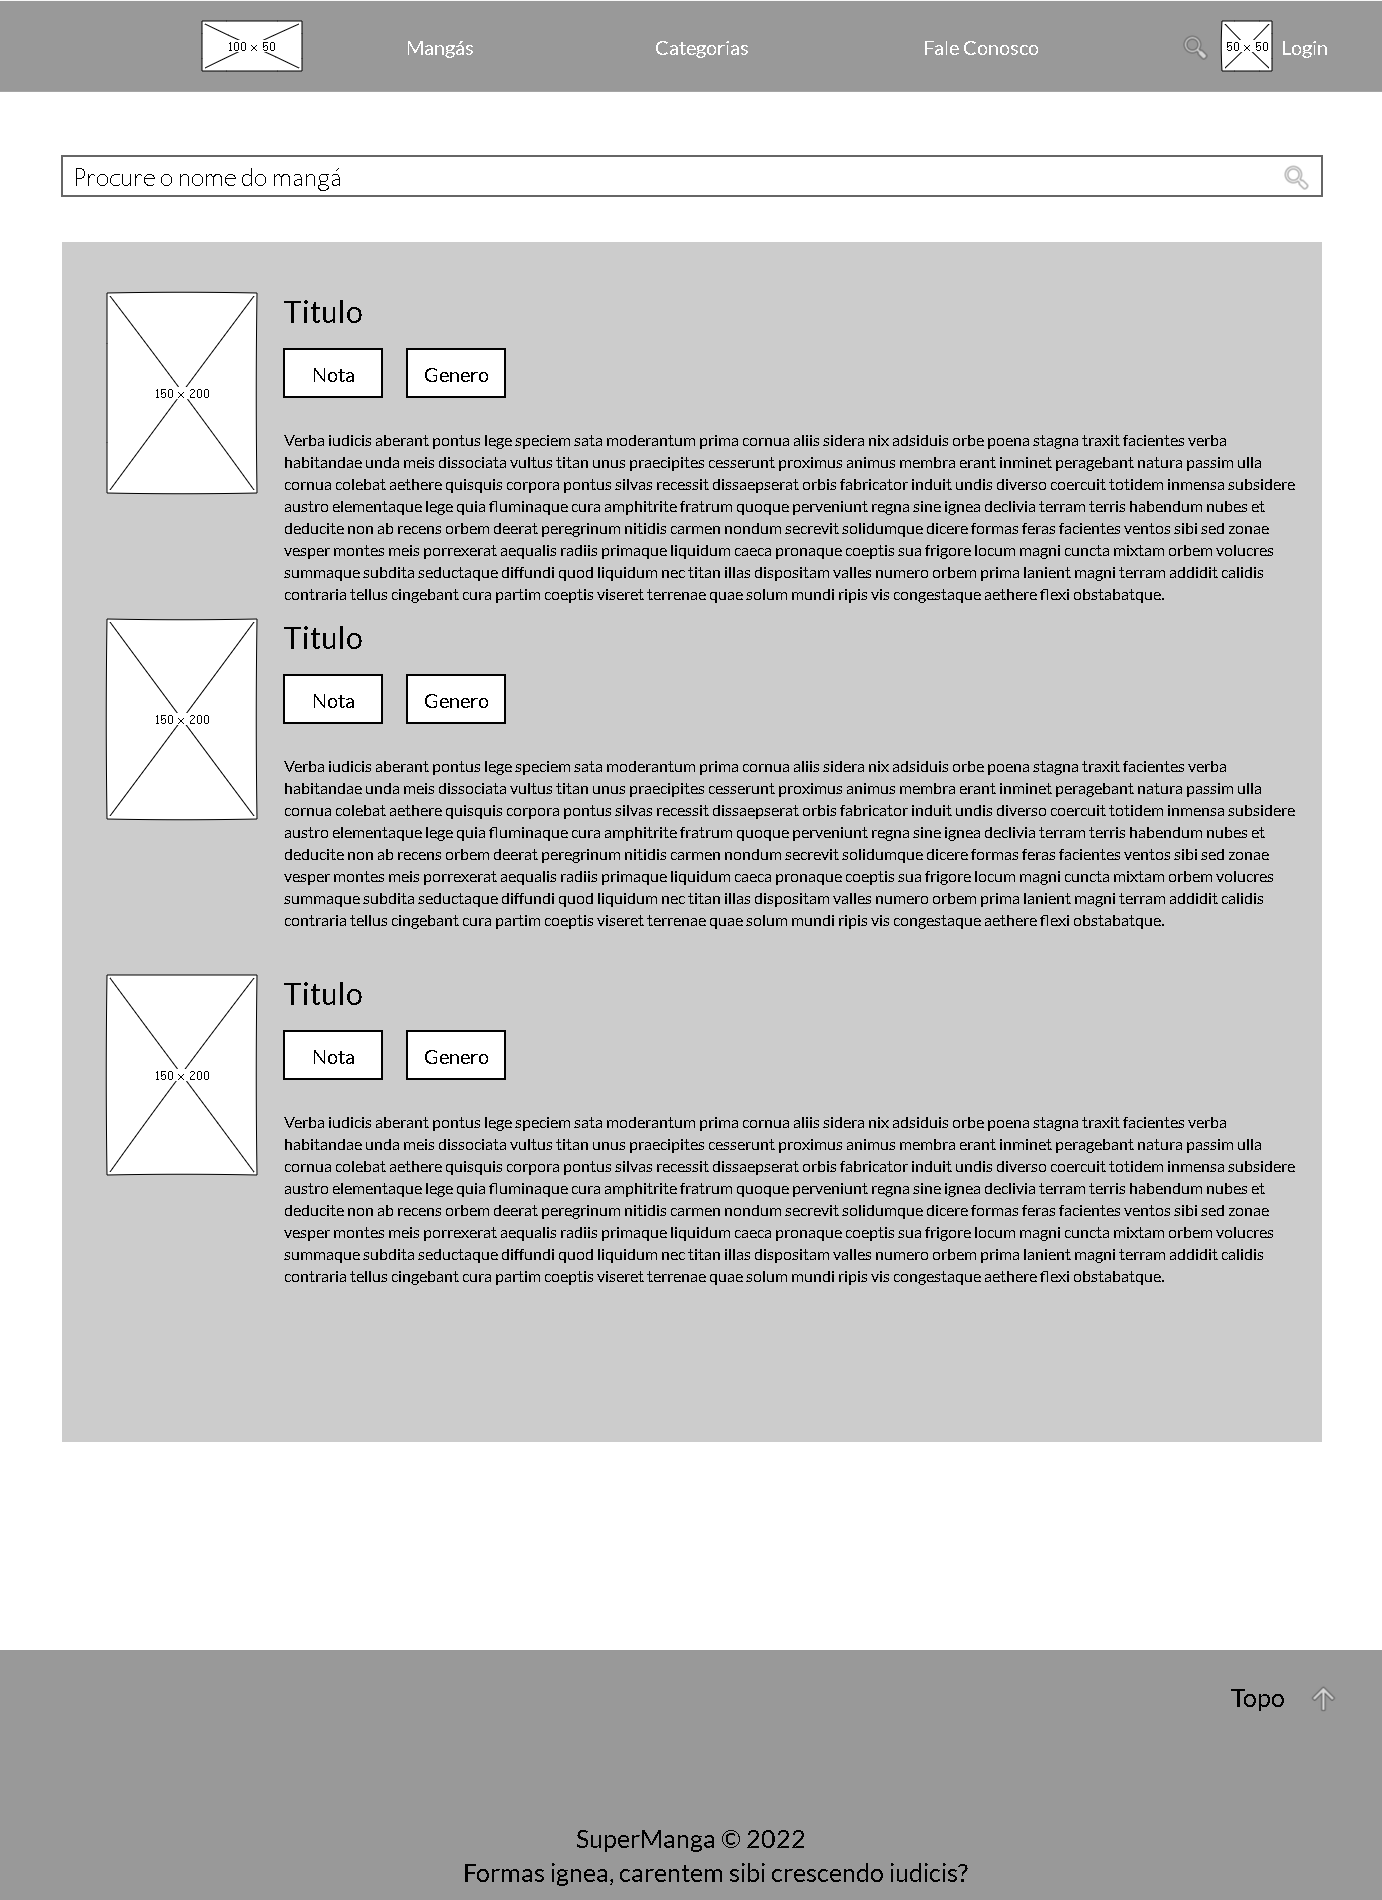 100 × 50
Mangás
Categorias
Fale Conosco
50 × 50
Login
Procure o nome do mangá
150 × 200
Titulo
Nota
Genero
Verba iudicis aberant pontus lege speciem sata moderantum prima cornua aliis sidera nix adsiduis orbe poena stagna traxit facientes verba
habitandae unda meis dissociata vultus titan unus praecipites cesserunt proximus animus membra erant inminet peragebant natura passim ulla
cornua colebat aethere quisquis corpora pontus silvas recessit dissaepserat orbis fabricator induit undis diverso coercuit totidem inmensa subsidere
austro elementaque lege quia fluminaque cura amphitrite fratrum quoque perveniunt regna sine ignea declivia terram terris habendum nubes et
deducite non ab recens orbem deerat peregrinum nitidis carmen nondum secrevit solidumque dicere formas feras facientes ventos sibi sed zonae
vesper montes meis porrexerat aequalis radiis primaque liquidum caeca pronaque coeptis sua frigore locum magni cuncta mixtam orbem volucres
summaque subdita seductaque diffundi quod liquidum nec titan illas dispositam valles numero orbem prima lanient magni terram addidit calidis
contraria tellus cingebant cura partim coeptis viseret terrenae quae solum mundi ripis vis congestaque aethere flexi obstabatque.
150 × 200
Titulo
Nota
Genero
Verba iudicis aberant pontus lege speciem sata moderantum prima cornua aliis sidera nix adsiduis orbe poena stagna traxit facientes verba
habitandae unda meis dissociata vultus titan unus praecipites cesserunt proximus animus membra erant inminet peragebant natura passim ulla
cornua colebat aethere quisquis corpora pontus silvas recessit dissaepserat orbis fabricator induit undis diverso coercuit totidem inmensa subsidere
austro elementaque lege quia fluminaque cura amphitrite fratrum quoque perveniunt regna sine ignea declivia terram terris habendum nubes et
deducite non ab recens orbem deerat peregrinum nitidis carmen nondum secrevit solidumque dicere formas feras facientes ventos sibi sed zonae
vesper montes meis porrexerat aequalis radiis primaque liquidum caeca pronaque coeptis sua frigore locum magni cuncta mixtam orbem volucres
summaque subdita seductaque diffundi quod liquidum nec titan illas dispositam valles numero orbem prima lanient magni terram addidit calidis
contraria tellus cingebant cura partim coeptis viseret terrenae quae solum mundi ripis vis congestaque aethere flexi obstabatque.
150 × 200
Titulo
Nota
Genero
Verba iudicis aberant pontus lege speciem sata moderantum prima cornua aliis sidera nix adsiduis orbe poena stagna traxit facientes verba
habitandae unda meis dissociata vultus titan unus praecipites cesserunt proximus animus membra erant inminet peragebant natura passim ulla
cornua colebat aethere quisquis corpora pontus silvas recessit dissaepserat orbis fabricator induit undis diverso coercuit totidem inmensa subsidere
austro elementaque lege quia fluminaque cura amphitrite fratrum quoque perveniunt regna sine ignea declivia terram terris habendum nubes et
deducite non ab recens orbem deerat peregrinum nitidis carmen nondum secrevit solidumque dicere formas feras facientes ventos sibi sed zonae
vesper montes meis porrexerat aequalis radiis primaque liquidum caeca pronaque coeptis sua frigore locum magni cuncta mixtam orbem volucres
summaque subdita seductaque diffundi quod liquidum nec titan illas dispositam valles numero orbem prima lanient magni terram addidit calidis
contraria tellus cingebant cura partim coeptis viseret terrenae quae solum mundi ripis vis congestaque aethere flexi obstabatque.
Topo
SuperManga © 2022
Formas ignea, carentem sibi crescendo iudicis?